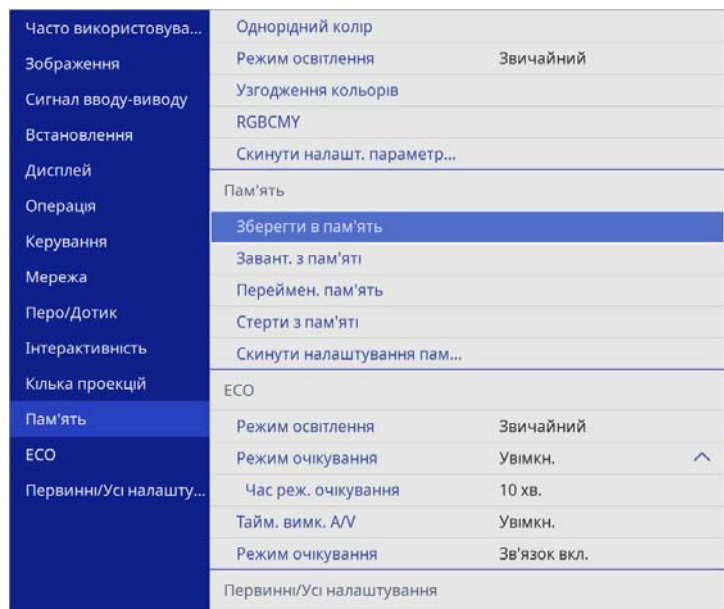 Часто використовува...
Зображення
Сигнал вводу-виводу
Встановлення
Дисплей
Операція
Керування
Мережа
Перо/Дотик
Інтерактивність
Кілька проекцій
Пам'ять
ECO
Первинні/Усі налашту...
Однорідний колір
Режим освітлення Звичайний
Узгодження кольорів
RGBCMY
Скинути налашт. параметр...
Пам'ять
Зберегти в пам'ять
Завант. з пам'яті
Переймен. пам'ять
Стерти з пам'яті
Скинути налаштування пам...
ECO
Режим освітлення Звичайний
Режим очікування Увімкн.
Час реж. очікування 10 хв.
Тайм. вимк. A/V Увімкн.
Режим очікування Зв'язок вкл.
Первинні/Усі налаштування